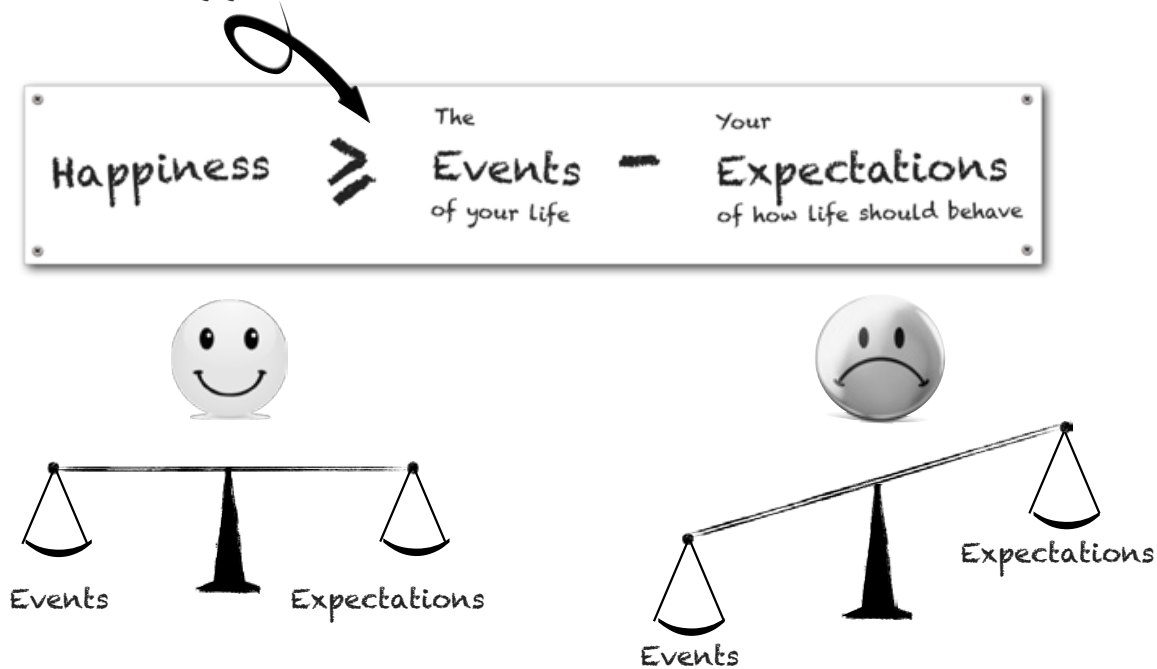 The
Your
Happiness ≥ Events - Expectations
of your life
of how life should behave
Events
Expectations
Expectations
Events